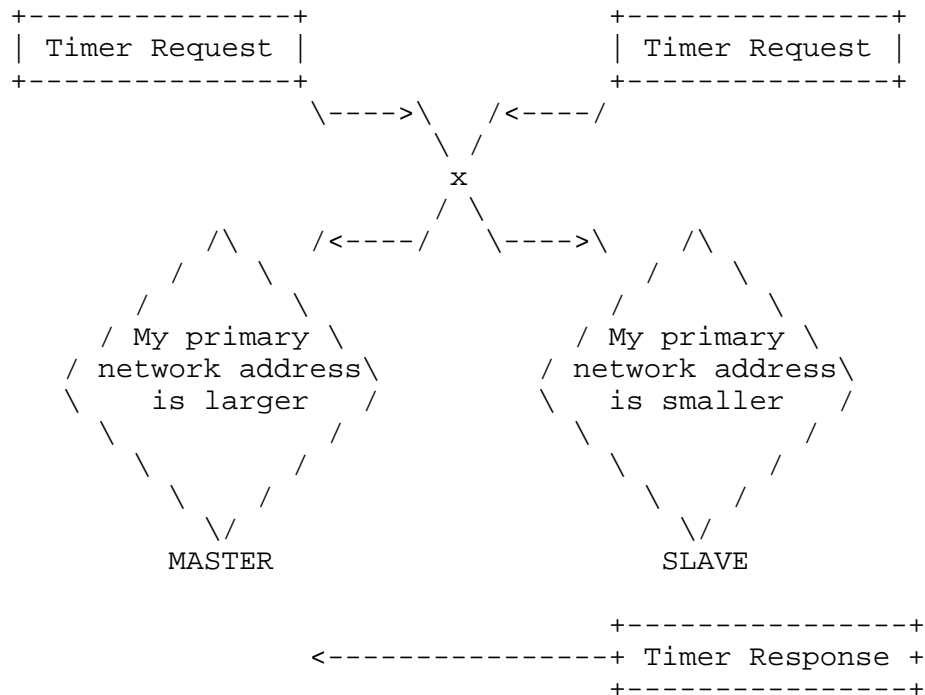 +---------------+ +---------------+
| Timer Request | | Timer Request |
+---------------+ +---------------+
\---->\ /<----/
\ /
x
/ \
/\ /<----/ \---->\ /\
/ \ / \
/ \ / \
/ My primary \ / My primary \
/ network address\ / network address\
\ is larger / \ is smaller /
\ / \ /
\ / \ /
\ / \ /
\/ \/
MASTER SLAVE
+----------------+
<----------------+ Timer Response +
+----------------+